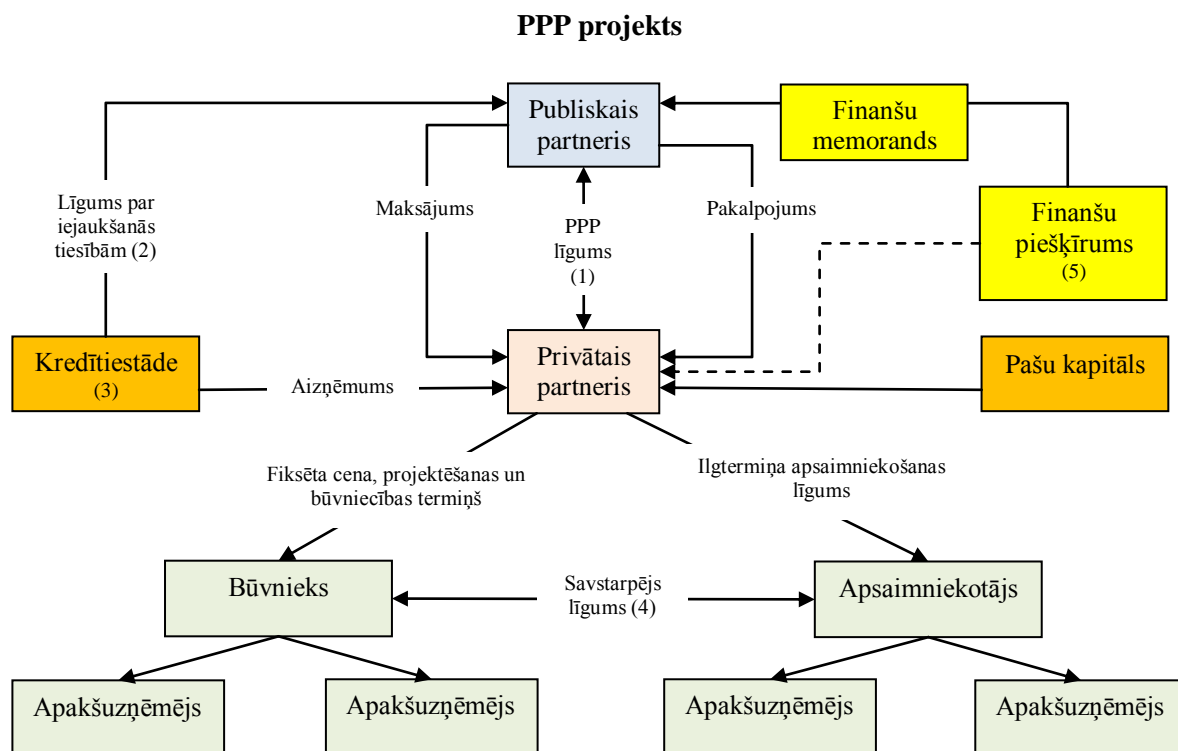 PPP projekts
Publiskais
partneris
Finanšu
memorands
Līgums par
iejaukšanās
tiesībām (2)
Maksājums
PPP
līgums
(1)
Pakalpojums
Finanšu
piešķīrums
(5)
Kredītiestāde
(3)
Aizņēmums
Privātais
partneris
Pašu kapitāls
Fiksēta cena, projektēšanas un
būvniecības termiņš
Ilgtermiņa apsaimniekošanas
līgums
Būvnieks
Savstarpējs
līgums (4)
Apsaimniekotājs
Apakšuzņēmējs
Apakšuzņēmējs
Apakšuzņēmējs
Apakšuzņēmējs